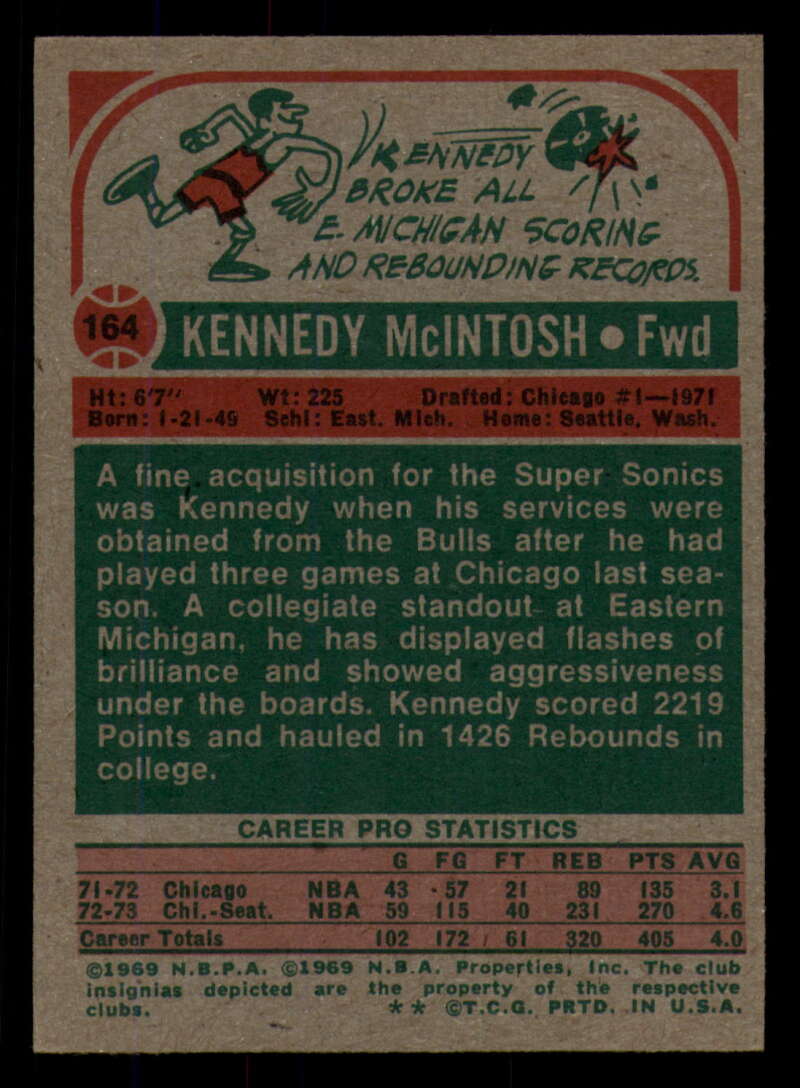 KENNEDY
BROKE ALL
E. MICHIGAN SCORING
AND REBOUNDING RECORDS.
164 KENNEDY McINTOSH • Fwd
Ht: 6'7" Wt: 225 Drafted: Chicago #1—1971
Born: 1-21-49 Schl: East. Mich. Home: Seattle, Wash.
A fine acquisition for the Super Sonics
was Kennedy when his services were
obtained from the Bulls after he had
played three games at Chicago last sea-
son. A collegiate standout at Eastern
Michigan, he has displayed flashes of
brilliance and showed aggressiveness
under the boards. Kennedy scored 2219
Points and hauled in 1426 Rebounds in
college.
CAREER PRO STATISTICS
G FG FT REB PTS AVG
71-72 Chicago NBA 43 57 21 89 135 3.1
72-73 Chi.-Seat. NBA 59 115 40 231 270 4.6
Career Totals 102 172 61 320 405 4.0
©1969 N.B.P.A. ©1969 N.B.A. Properties, Inc. The club
insignias depicted are the property of the respective
clubs. ** ©T.C.G. PRTD. IN U.S.A.